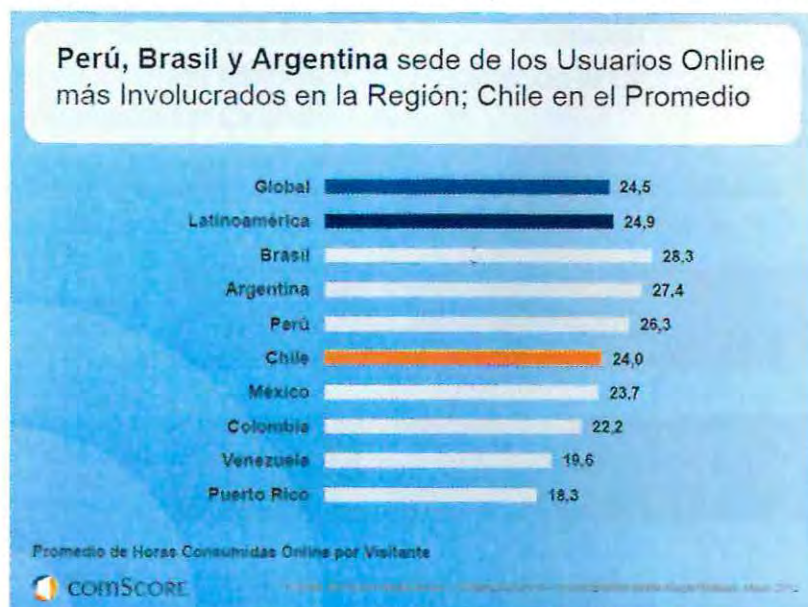 Perú, Brasil y Argentina sede de los Usuarios Online
más Involucrados en la Región; Chile en el Promedio
Global 24,5
Latinoamérica 24,9
Brasil 28,3
Argentina 27,4
Perú 26,3
Chile 24,0
México 23,7
Colombia 22,2
Venezuela 19,6
Puerto Rico 18,3
Promedio de Horas Consumidas Online por Visitante
comSCORE